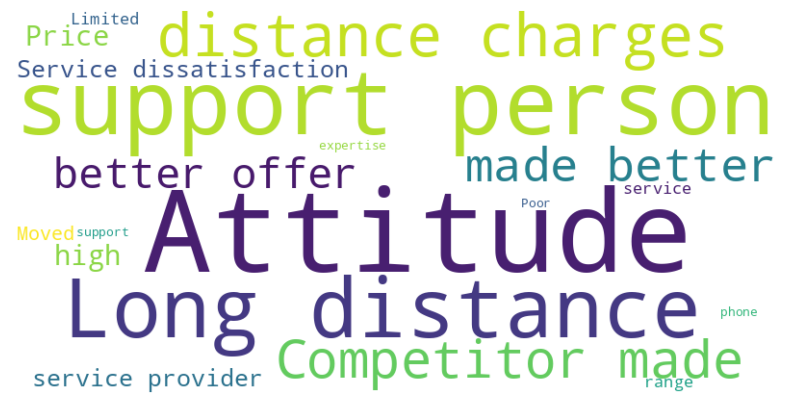 Limited
Price
distance charges
Service dissatisfaction
support person
expertise
better offer
made better
service
Attitude
Poor
Moved
support
high
Long distance
phone
Competitor made
service provider
range